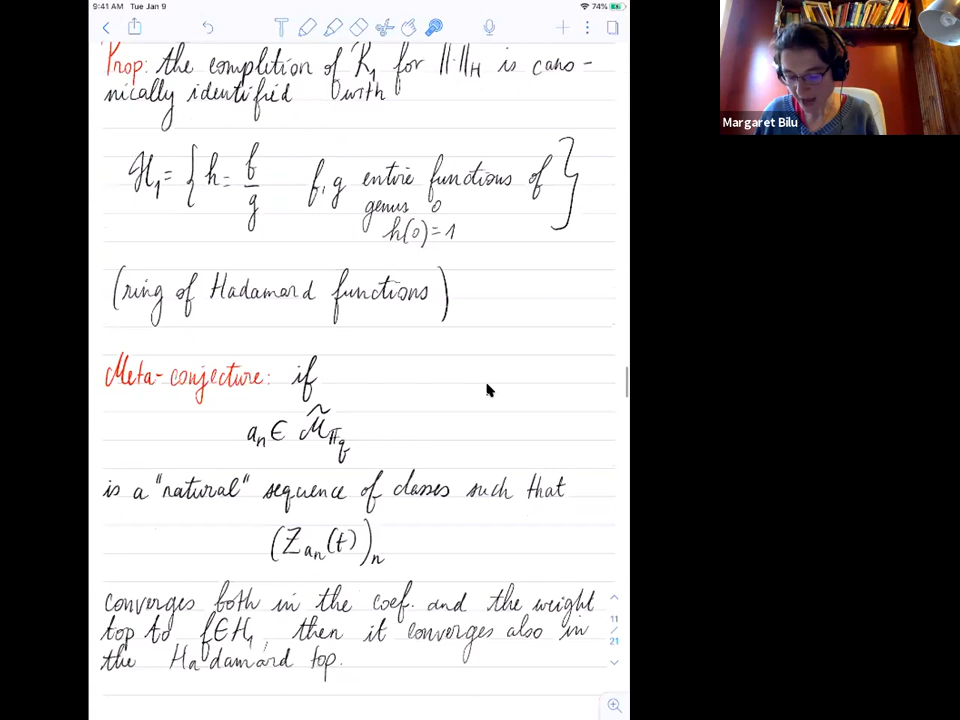 9:41 AM Tue Jan 9
74%
Prop: the completion of R₁ for ‖·‖_H is cano-
nically identified with
ℋ₁ = { h = f/g f, g entire functions of
genus 0
h(0)=1 }
(ring of Hadamard functions)
Meta-conjecture: if
aₙ ∈ M̃_{𝔽_q}
is a "natural" sequence of classes such that
(Z_{aₙ}(t))ₙ
converges both in the coef. and the weight
top to f∈H₁, then it converges also in
the Hadamard top.
11
/
21
Margaret Bilu